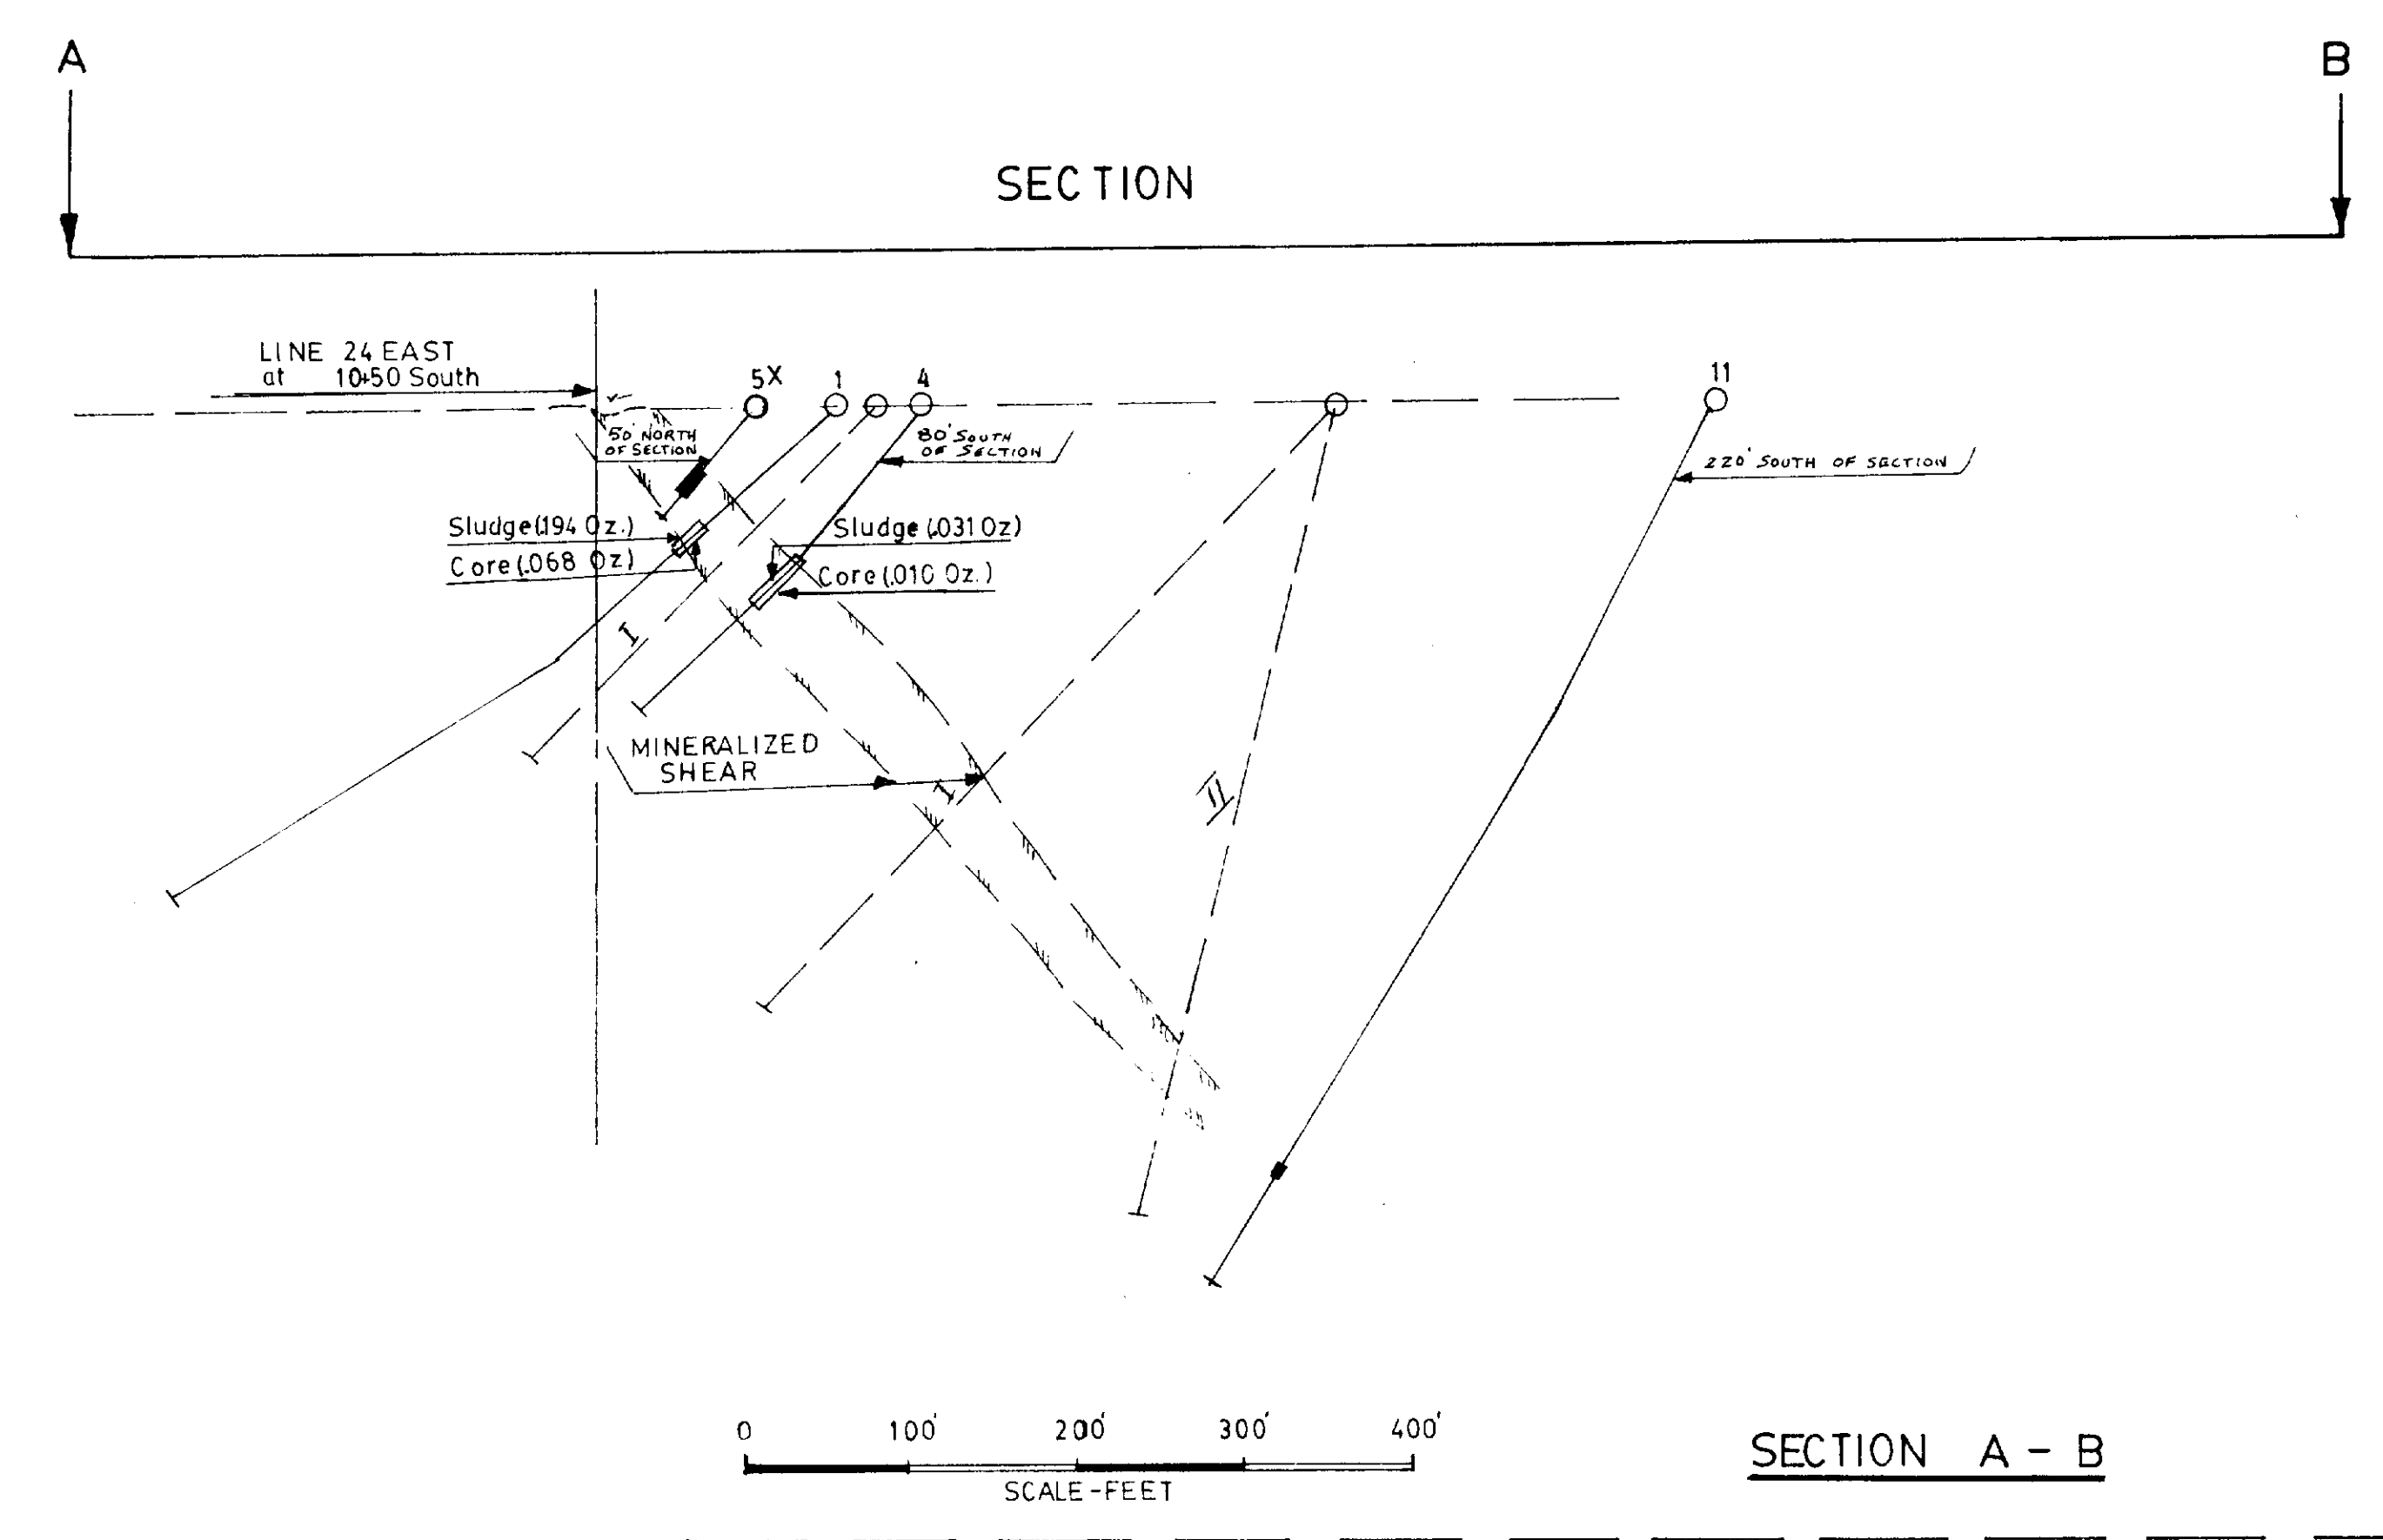 A
B
SECTION
LINE 24 EAST
at 10+50 South
5X
1
4
11
50' NORTH
OF SECTION
80' SOUTH
OF SECTION
220' SOUTH OF SECTION
Sludge(.194 Oz.)
Core(.068 Oz)
Sludge(.031 Oz)
Core(.010 Oz.)
I
MINERALIZED
SHEAR
I
II
0 100' 200' 300' 400'
SCALE-FEET
SECTION A - B